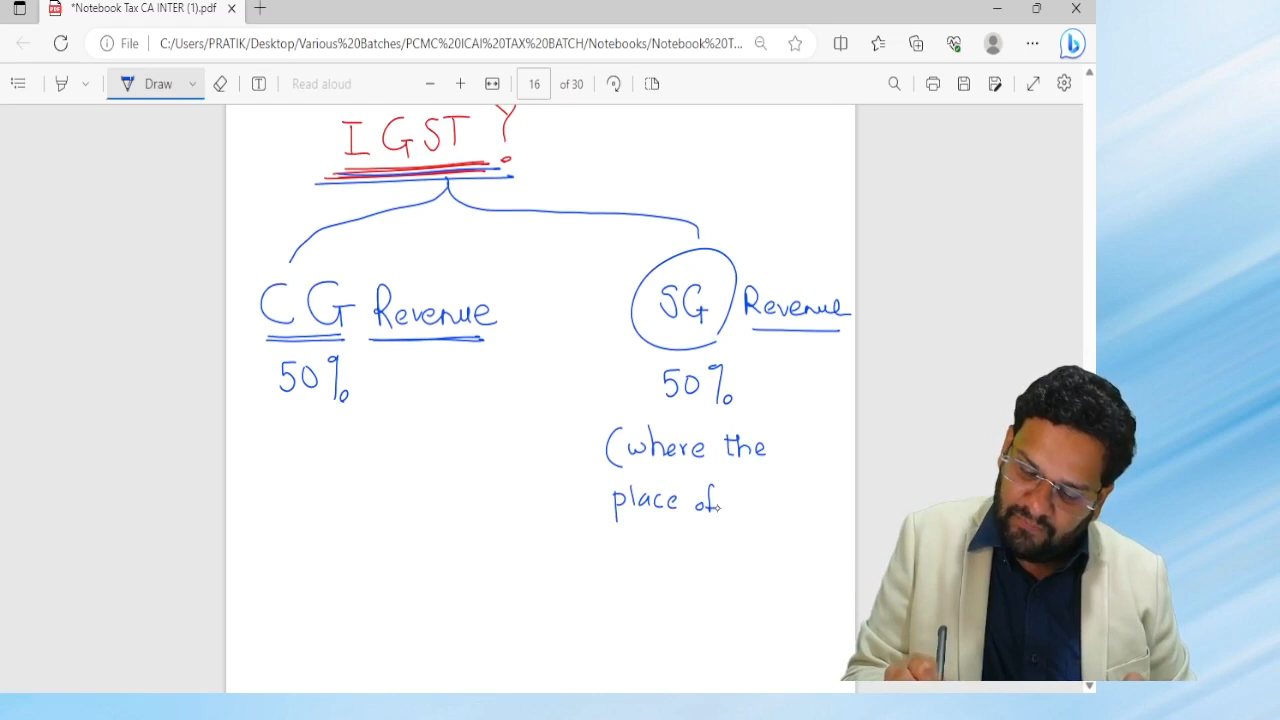 *Notebook Tax CA INTER (1).pdf
File C:/Users/PRATIK/Desktop/Various%20Batches/PCMC%20ICAI%20TAX%20BATCH/Notebooks/Notebook%20T...
Draw Read aloud 16 of 30
IGST ?
CG Revenue SG Revenue
50% 50%
(where the
place of